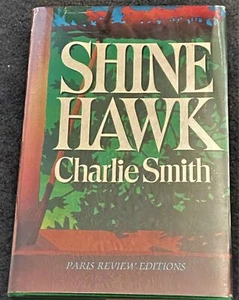 SHINE
HAWK
Charlie Smith
PARIS REVIEW EDITIONS